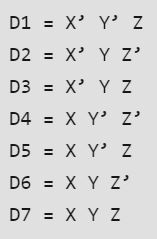 D1 = X’ Y’ Z
D2 = X’ Y Z’
D3 = X’ Y Z
D4 = X Y’ Z’
D5 = X Y’ Z
D6 = X Y Z’
D7 = X Y Z